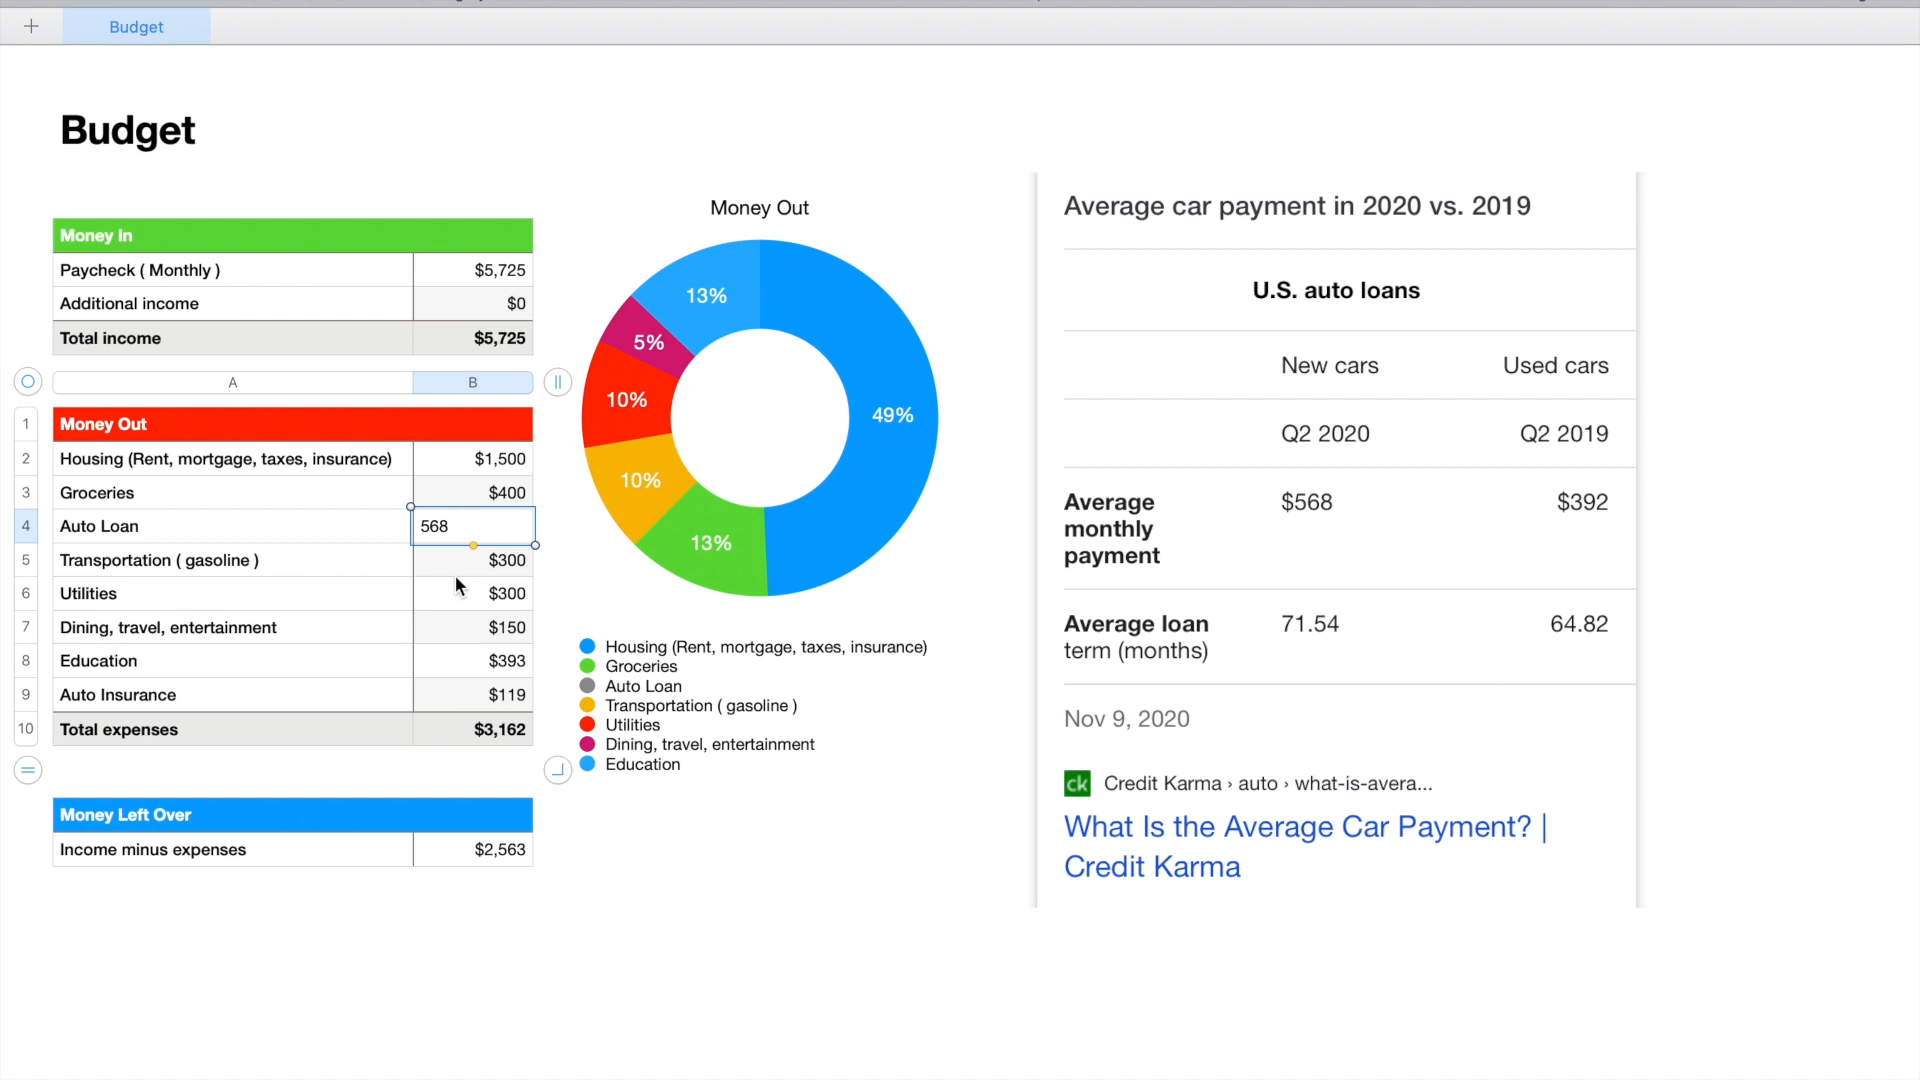 Budget
Budget
Money In
Paycheck ( Monthly ) $5,725
Additional income $0
Total income $5,725
A B
1 Money Out
2 Housing (Rent, mortgage, taxes, insurance) $1,500
3 Groceries $400
4 Auto Loan 568
5 Transportation ( gasoline ) $300
6 Utilities $300
7 Dining, travel, entertainment $150
8 Education $393
9 Auto Insurance $119
10 Total expenses $3,162
Money Left Over
Income minus expenses $2,563
Money Out
13%
5%
10%
49%
10%
13%
Housing (Rent, mortgage, taxes, insurance)
Groceries
Auto Loan
Transportation ( gasoline )
Utilities
Dining, travel, entertainment
Education
Average car payment in 2020 vs. 2019
U.S. auto loans
New cars Used cars
Q2 2020 Q2 2019
Average $568 $392
monthly
payment
Average loan 71.54 64.82
term (months)
Nov 9, 2020
ck Credit Karma › auto › what-is-avera...
What Is the Average Car Payment? |
Credit Karma